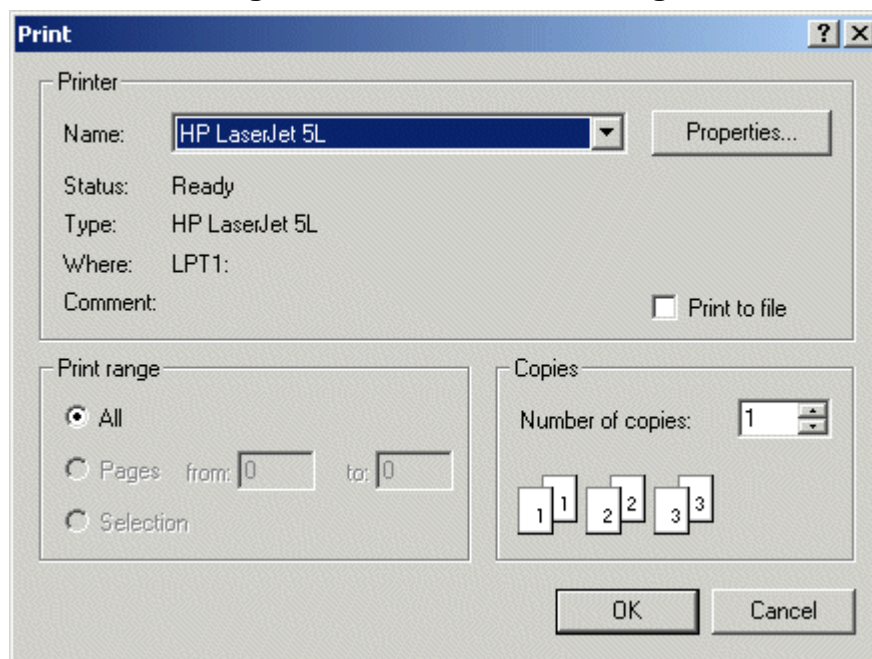 Print
Printer
Name: HP LaserJet 5L Properties...
Status: Ready
Type: HP LaserJet 5L
Where: LPT1:
Comment:
Print to file
Print range
All
Pages from: 0 to: 0
Selection
Copies
Number of copies: 1
1 1 2 2 3 3
OK Cancel